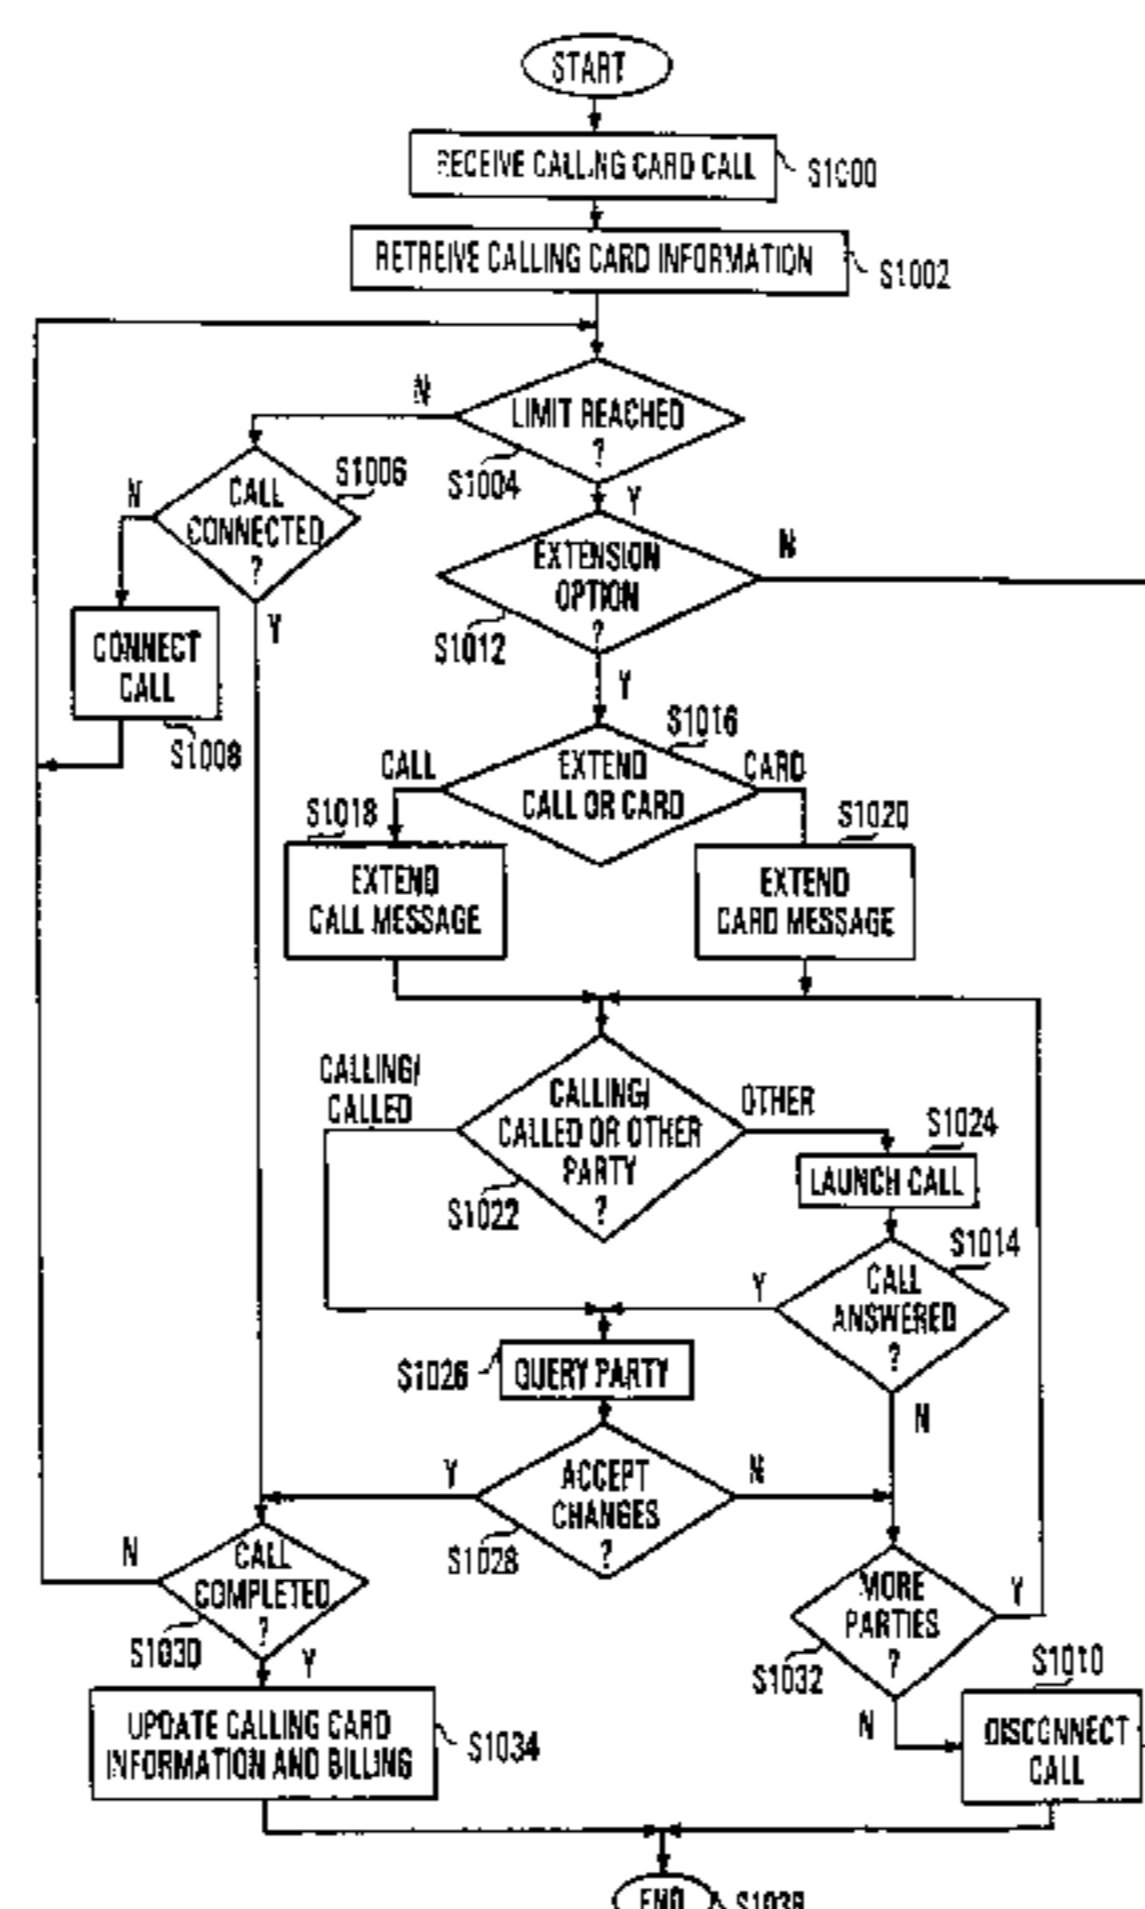 START
RECEIVE CALLING CARD CALL
S1000
RETREIVE CALLING CARD INFORMATION
S1002
N
LIMIT REACHED
?
S1004
Y
S1006
N
CALL
CONNECTED
?
Y
EXTENSION
OPTION
?
N
S1012
Y
CONNECT
CALL
S1008
S1016
CALL
EXTEND
CALL OR CARD
CARD
S1018
S1020
EXTEND
CALL MESSAGE
EXTEND
CARD MESSAGE
CALLING/
CALLED
CALLING/
CALLED OR OTHER
PARTY
?
OTHER
S1022
S1024
LAUNCH CALL
S1014
Y
CALL
ANSWERED
?
N
S1026
QUERY PARTY
Y
ACCEPT
CHANGES
?
N
S1028
N
CALL
COMPLETED
?
S1030
Y
MORE
PARTIES
?
Y
S1032
N
S1010
DISCONNECT
CALL
UPDATE CALLING CARD
INFORMATION AND BILLING
S1034
END